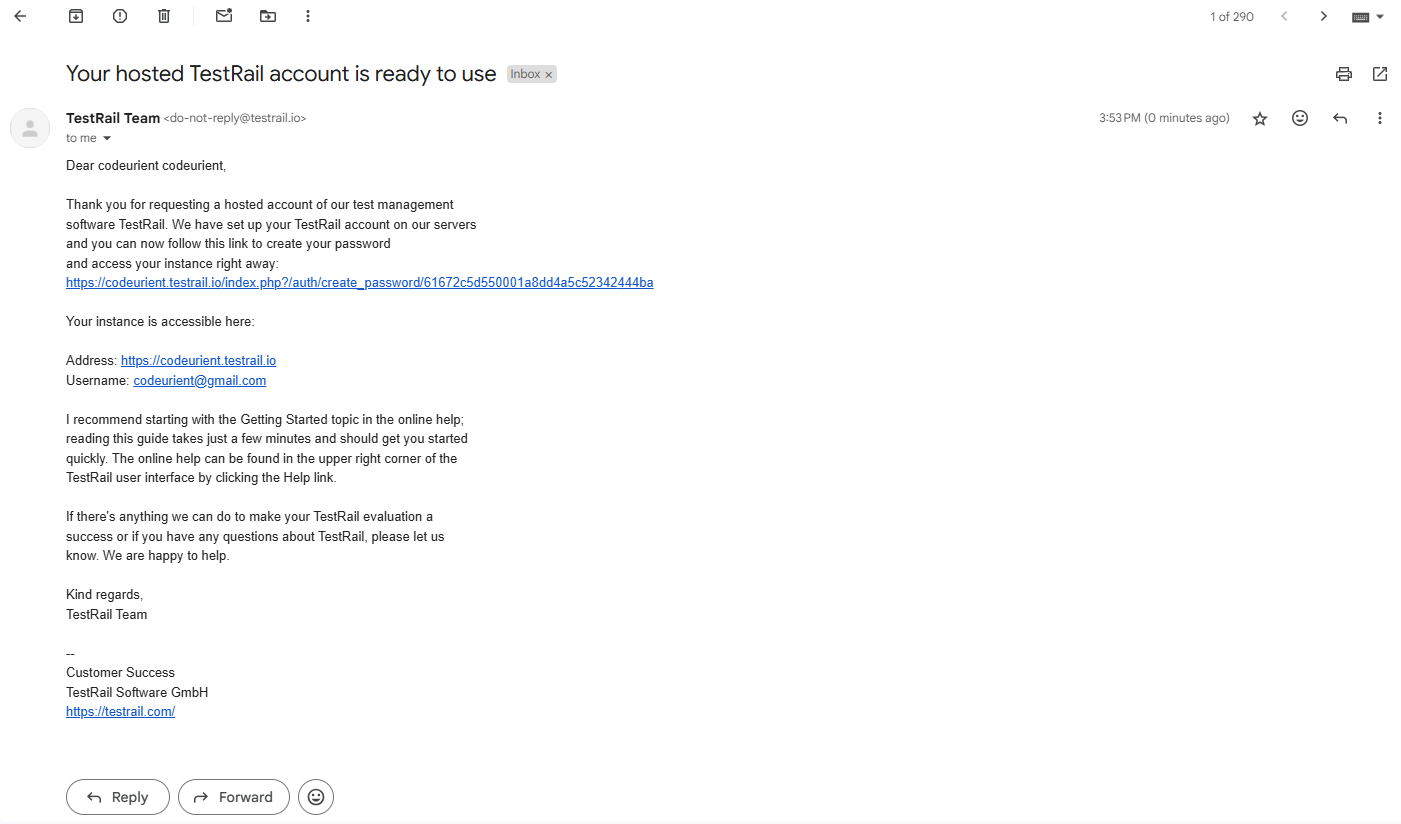 1 of 290
Your hosted TestRail account is ready to use Inbox ×
TestRail Team <do-not-reply@testrail.io> 3:53 PM (0 minutes ago)
to me
Dear codeurient codeurient,
Thank you for requesting a hosted account of our test management
software TestRail. We have set up your TestRail account on our servers
and you can now follow this link to create your password
and access your instance right away:
https://codeurient.testrail.io/index.php?/auth/create_password/61672c5d550001a8dd4a5c52342444ba
Your instance is accessible here:
Address: https://codeurient.testrail.io
Username: codeurient@gmail.com
I recommend starting with the Getting Started topic in the online help;
reading this guide takes just a few minutes and should get you started
quickly. The online help can be found in the upper right corner of the
TestRail user interface by clicking the Help link.
If there's anything we can do to make your TestRail evaluation a
success or if you have any questions about TestRail, please let us
know. We are happy to help.
Kind regards,
TestRail Team
--
Customer Success
TestRail Software GmbH
https://testrail.com/
Reply Forward